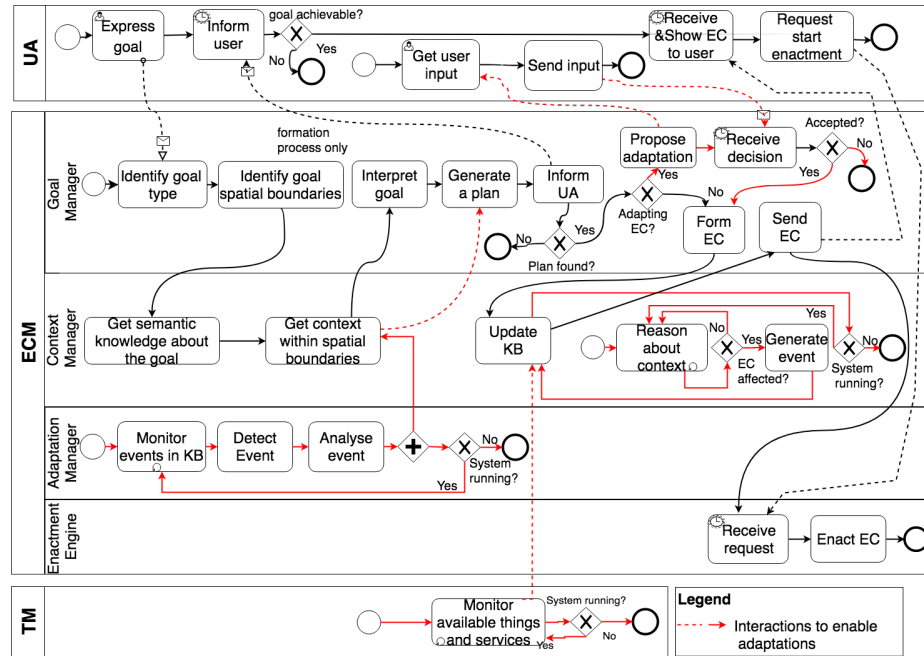 UA
Express
goal
Inform
user
goal achievable?
Yes
No
Get user
input
Send input
Receive
&Show EC
to user
Request
start
enactment
ECM
Goal
Manager
Identify goal
type
formation
process only
Identify goal
spatial boundaries
Interpret
goal
Generate
a plan
Inform
UA
No
Yes
Plan found?
Adapting
EC?
Yes
No
Propose
adaptation
Receive
decision
Accepted?
No
Yes
Form
EC
Send
EC
Context
Manager
Get semantic
knowledge about
the goal
Get context
within spatial
boundaries
Update
KB
Reason
about
context
No
Yes
EC
affected?
Generate
event
Yes
No
System
running?
Adaptation
Manager
Monitor
events in KB
Detect
Event
Analyse
event
No
System
running?
Yes
Enactment
Engine
Receive
request
Enact EC
TM
Monitor
available things
and services
System running?
Yes
No
Legend
Interactions to enable
adaptations